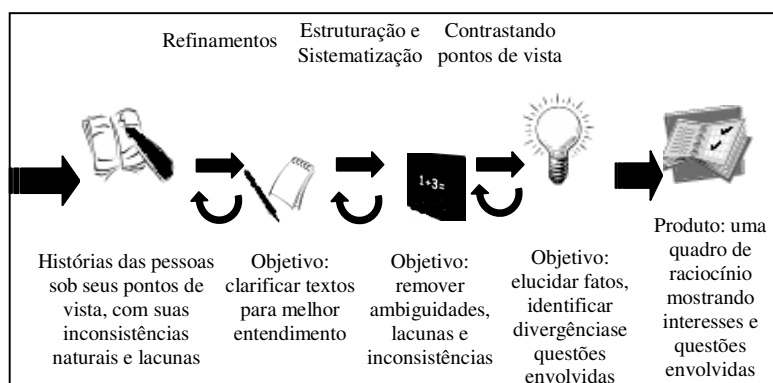 Refinamentos
Estruturação e
Sistematização
Contrastando
pontos de vista
1+3=
Histórias das pessoas
sob seus pontos de
vista, com suas
inconsistências
naturais e lacunas
Objetivo:
clarificar textos
para melhor
entendimento
Objetivo:
remover
ambiguidades,
lacunas e
inconsistências
Objetivo:
elucidar fatos,
identificar
divergênciase
questões
envolvidas
Produto: uma
quadro de
raciocínio
mostrando
interesses e
questões
envolvidas